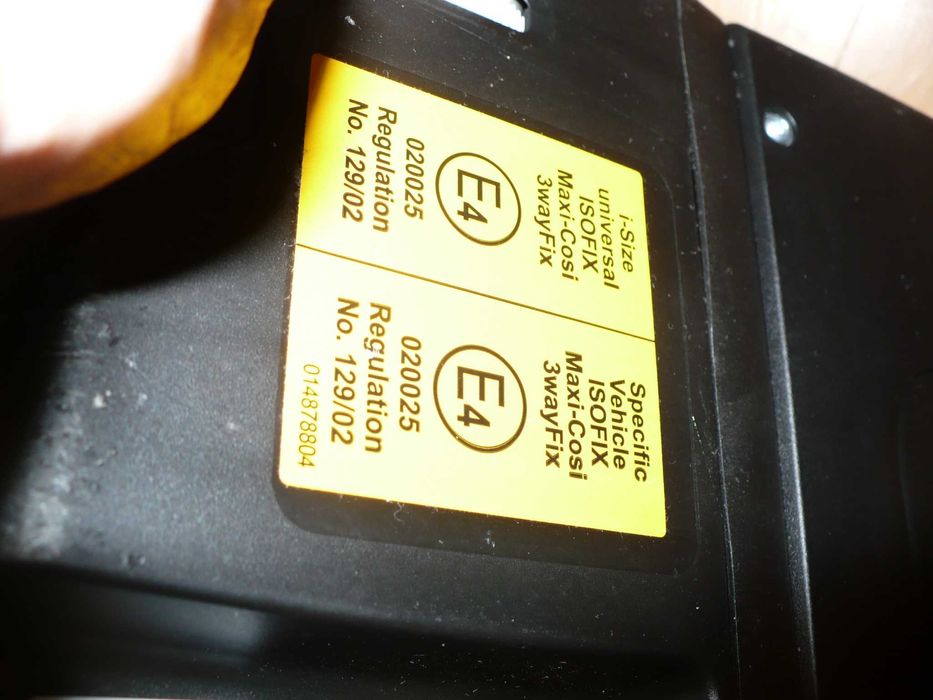 i-Size
universal
ISOFIX
Maxi-Cosi
3wayFix
E4
020025
Regulation
No. 129/02
Specific
Vehicle
ISOFIX
Maxi-Cosi
3wayFix
E4
020025
Regulation
No. 129/02
014878804